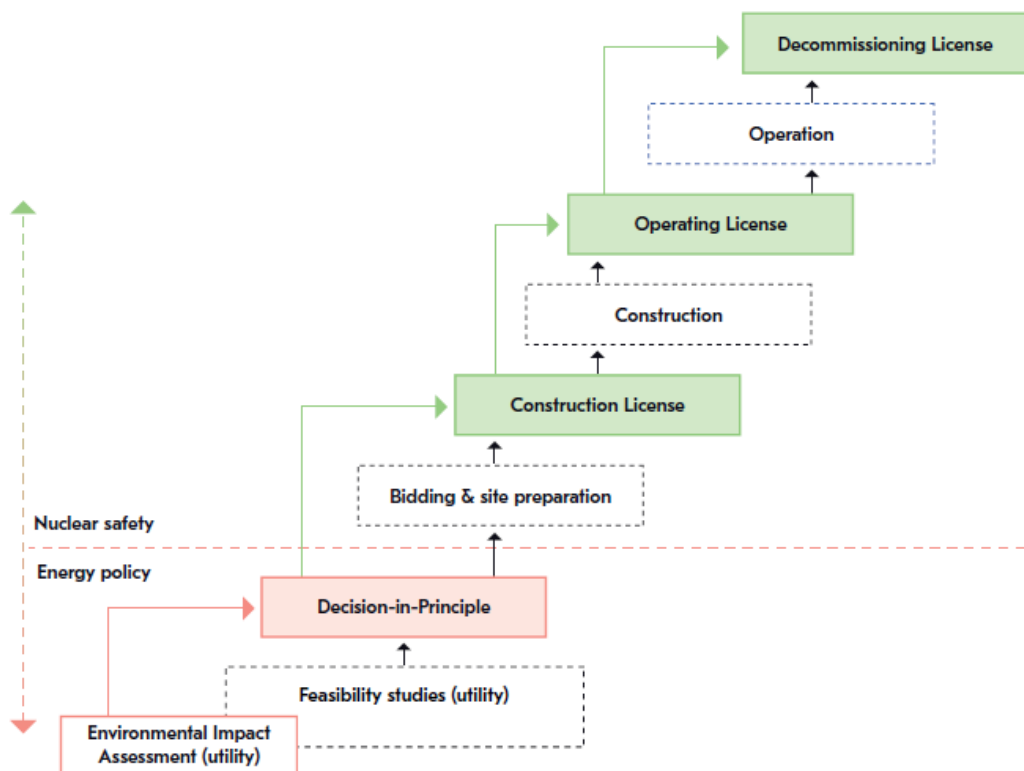 Decommissioning License
Operation
Operating License
Construction
Construction License
Bidding & site preparation
Nuclear safety
Energy policy
Decision-in-Principle
Feasibility studies (utility)
Environmental Impact
Assessment (utility)